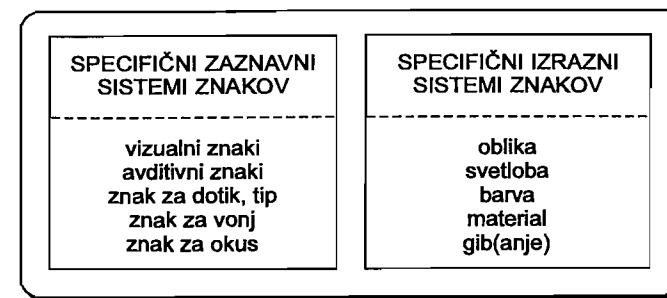 SPECIFIČNI ZAZNAVNI
SISTEMI ZNAKOV
vizualni znaki
avditivni znaki
znak za dotik, tip
znak za vonj
znak za okus
SPECIFIČNI IZRAZNI
SISTEMI ZNAKOV
oblika
svetloba
barva
material
gib(anje)